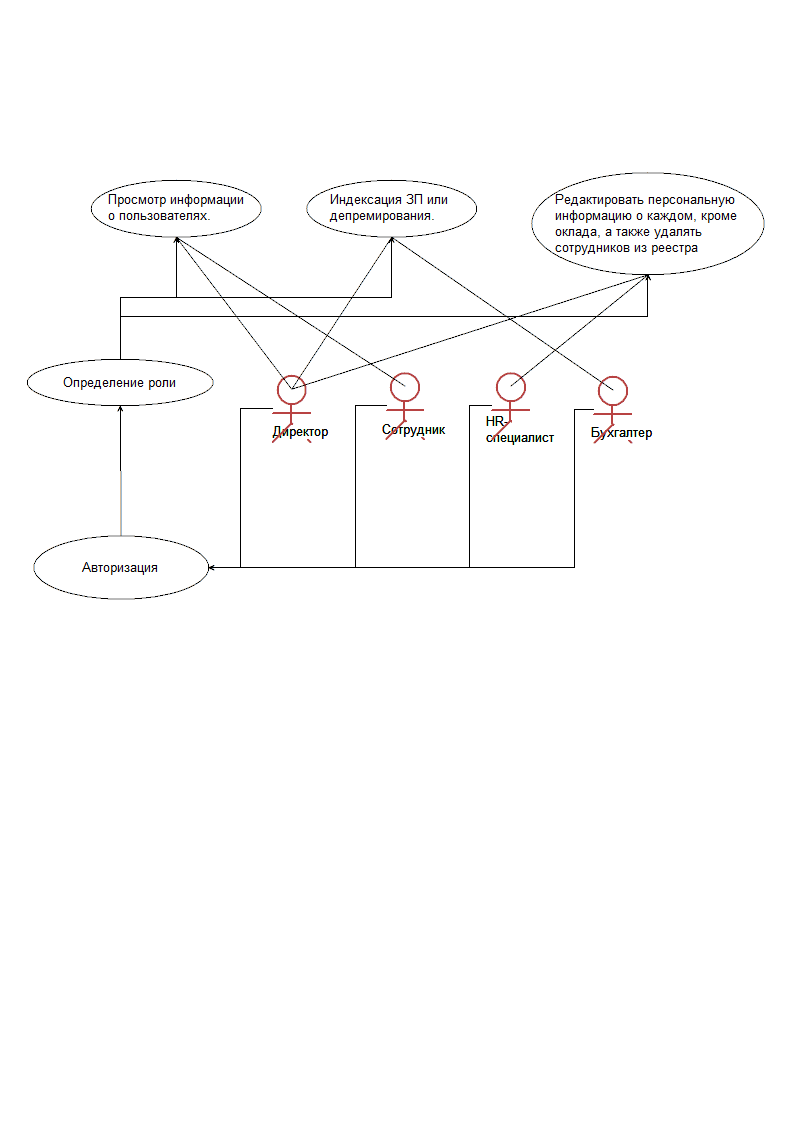 Просмотр информации
о пользователях.
Индексация ЗП или
депремирования.
Редактировать персональную
информацию о каждом, кроме
оклада, а также удалять
сотрудников из реестра
Определение роли
Директор
Сотрудник
HR-
специалист
Бухгалтер
Авторизация